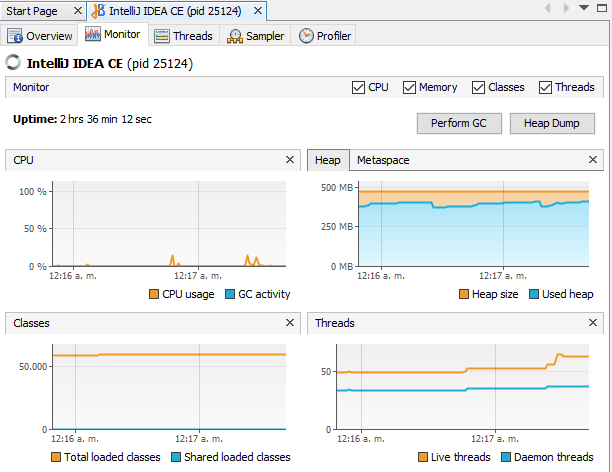 Start Page IntelliJ IDEA CE (pid 25124)
Overview Monitor Threads Sampler Profiler
IntelliJ IDEA CE (pid 25124)
Monitor CPU Memory Classes Threads
Uptime: 2 hrs 36 min 12 sec
Perform GC Heap Dump
CPU
100 %
50 %
0 %
12:16 a. m. 12:17 a. m.
CPU usage GC activity
Heap Metaspace
500 MB
250 MB
0 MB
12:16 a. m. 12:17 a. m.
Heap size Used heap
Classes
50.000
0
12:16 a. m. 12:17 a. m.
Total loaded classes Shared loaded classes
Threads
50
0
12:16 a. m. 12:17 a. m.
Live threads Daemon threads